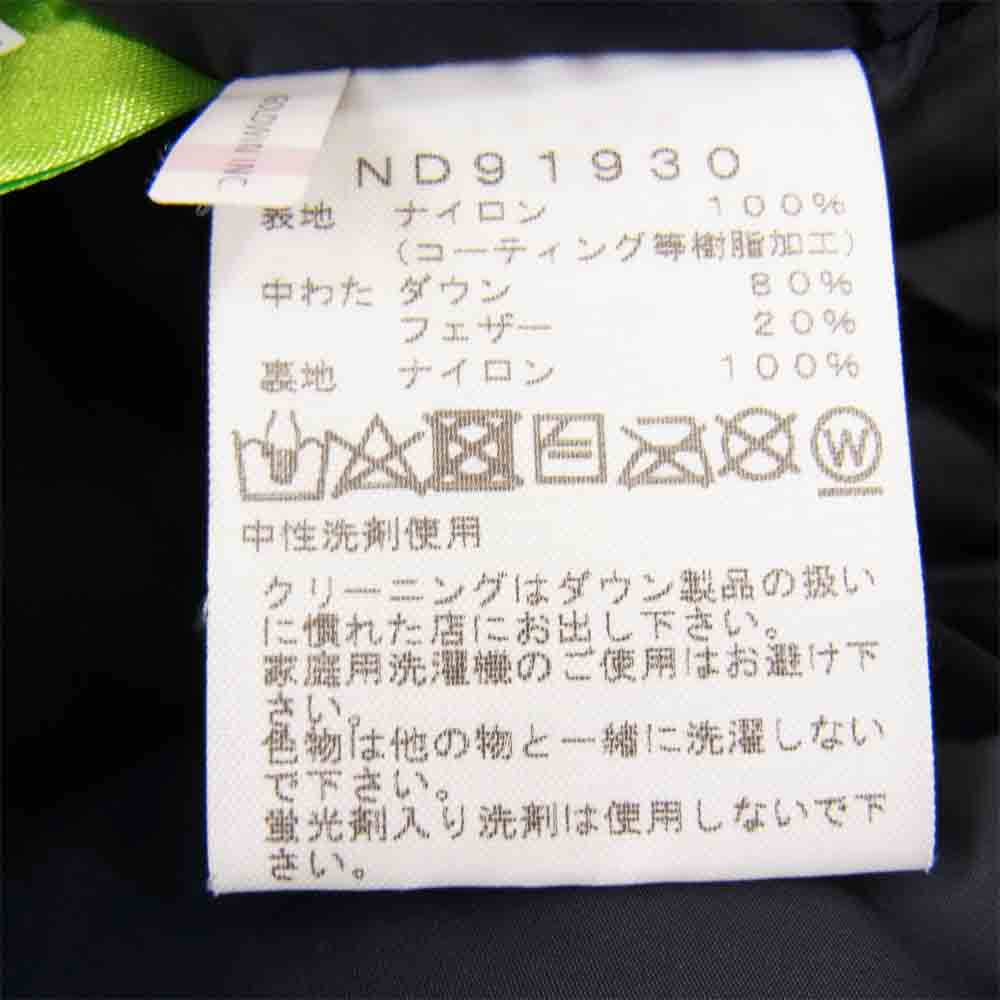 GOLDWIN INC
ND91930
表地 ナイロン 100%
(コーティング等樹脂加工)
中わた ダウン 80%
フェザー 20%
裏地 ナイロン 100%
W
中性洗剤使用
クリーニングはダウン製品の扱い
に慣れた店にお出し下さい。
家庭用洗濯機のご使用はお避け下
さい。
色物は他の物と一緒に洗濯しない
で下さい。
蛍光剤入り洗剤は使用しないで下
さい。